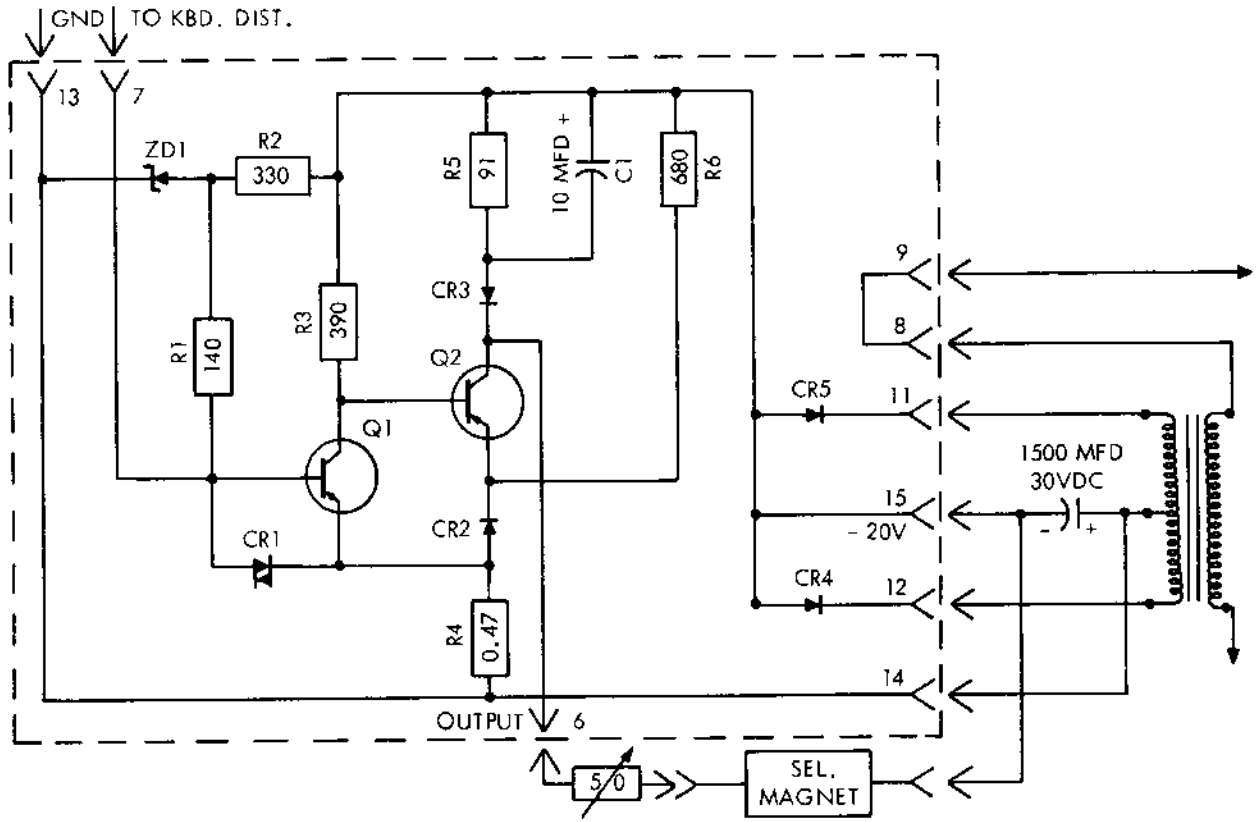 GND TO KBD. DIST.
13
7
ZD1
R2
330
R5
91
10 MFD +
C1
680
R6
R1
140
R3
390
CR3
Q2
Q1
CR1
CR2
R4
0.47
9
8
CR5
11
1500 MFD
30VDC
- +
15
- 20V
CR4
12
14
OUTPUT 6
50
SEL.
MAGNET